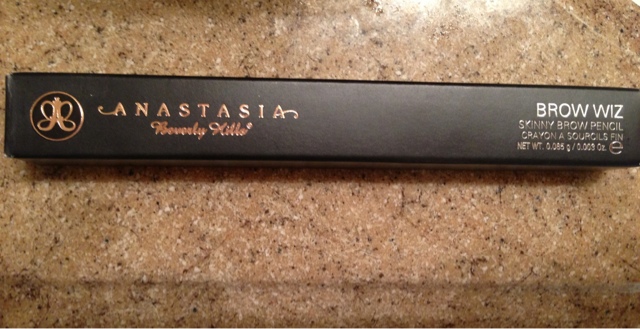 ANASTASIA
Beverly Hills®
BROW WIZ
SKINNY BROW PENCIL
CRAYON A SOURCILS FIN
NET WT. 0.085 g / 0.003 Oz. ℮